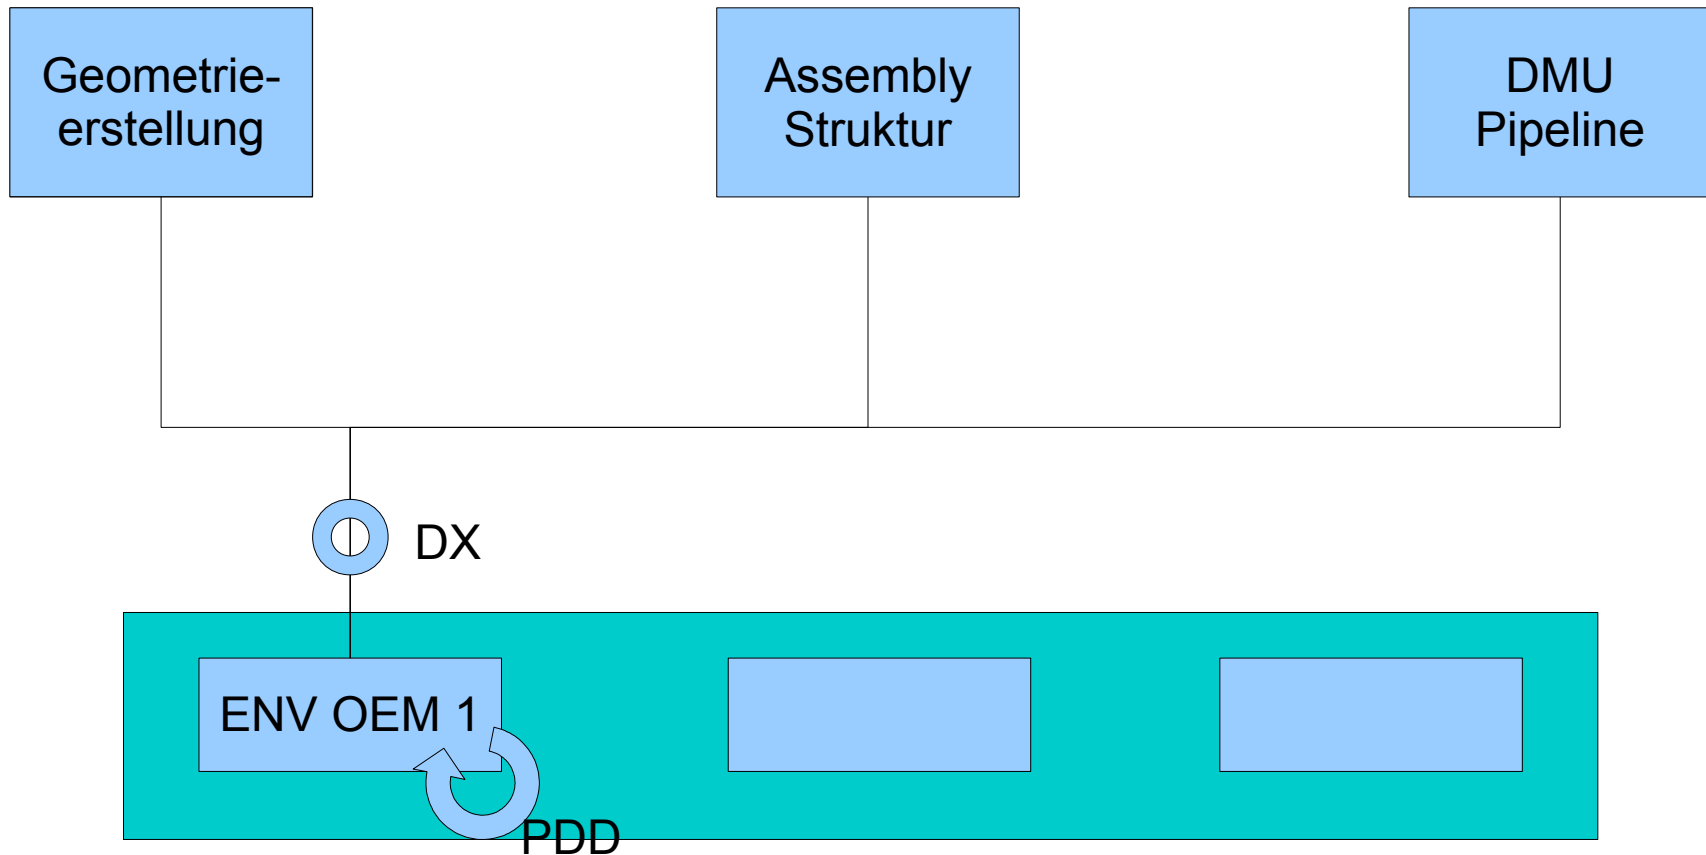 Geometrie-
erstellung
Assembly
Struktur
DMU
Pipeline
DX
ENV OEM 1
PDD